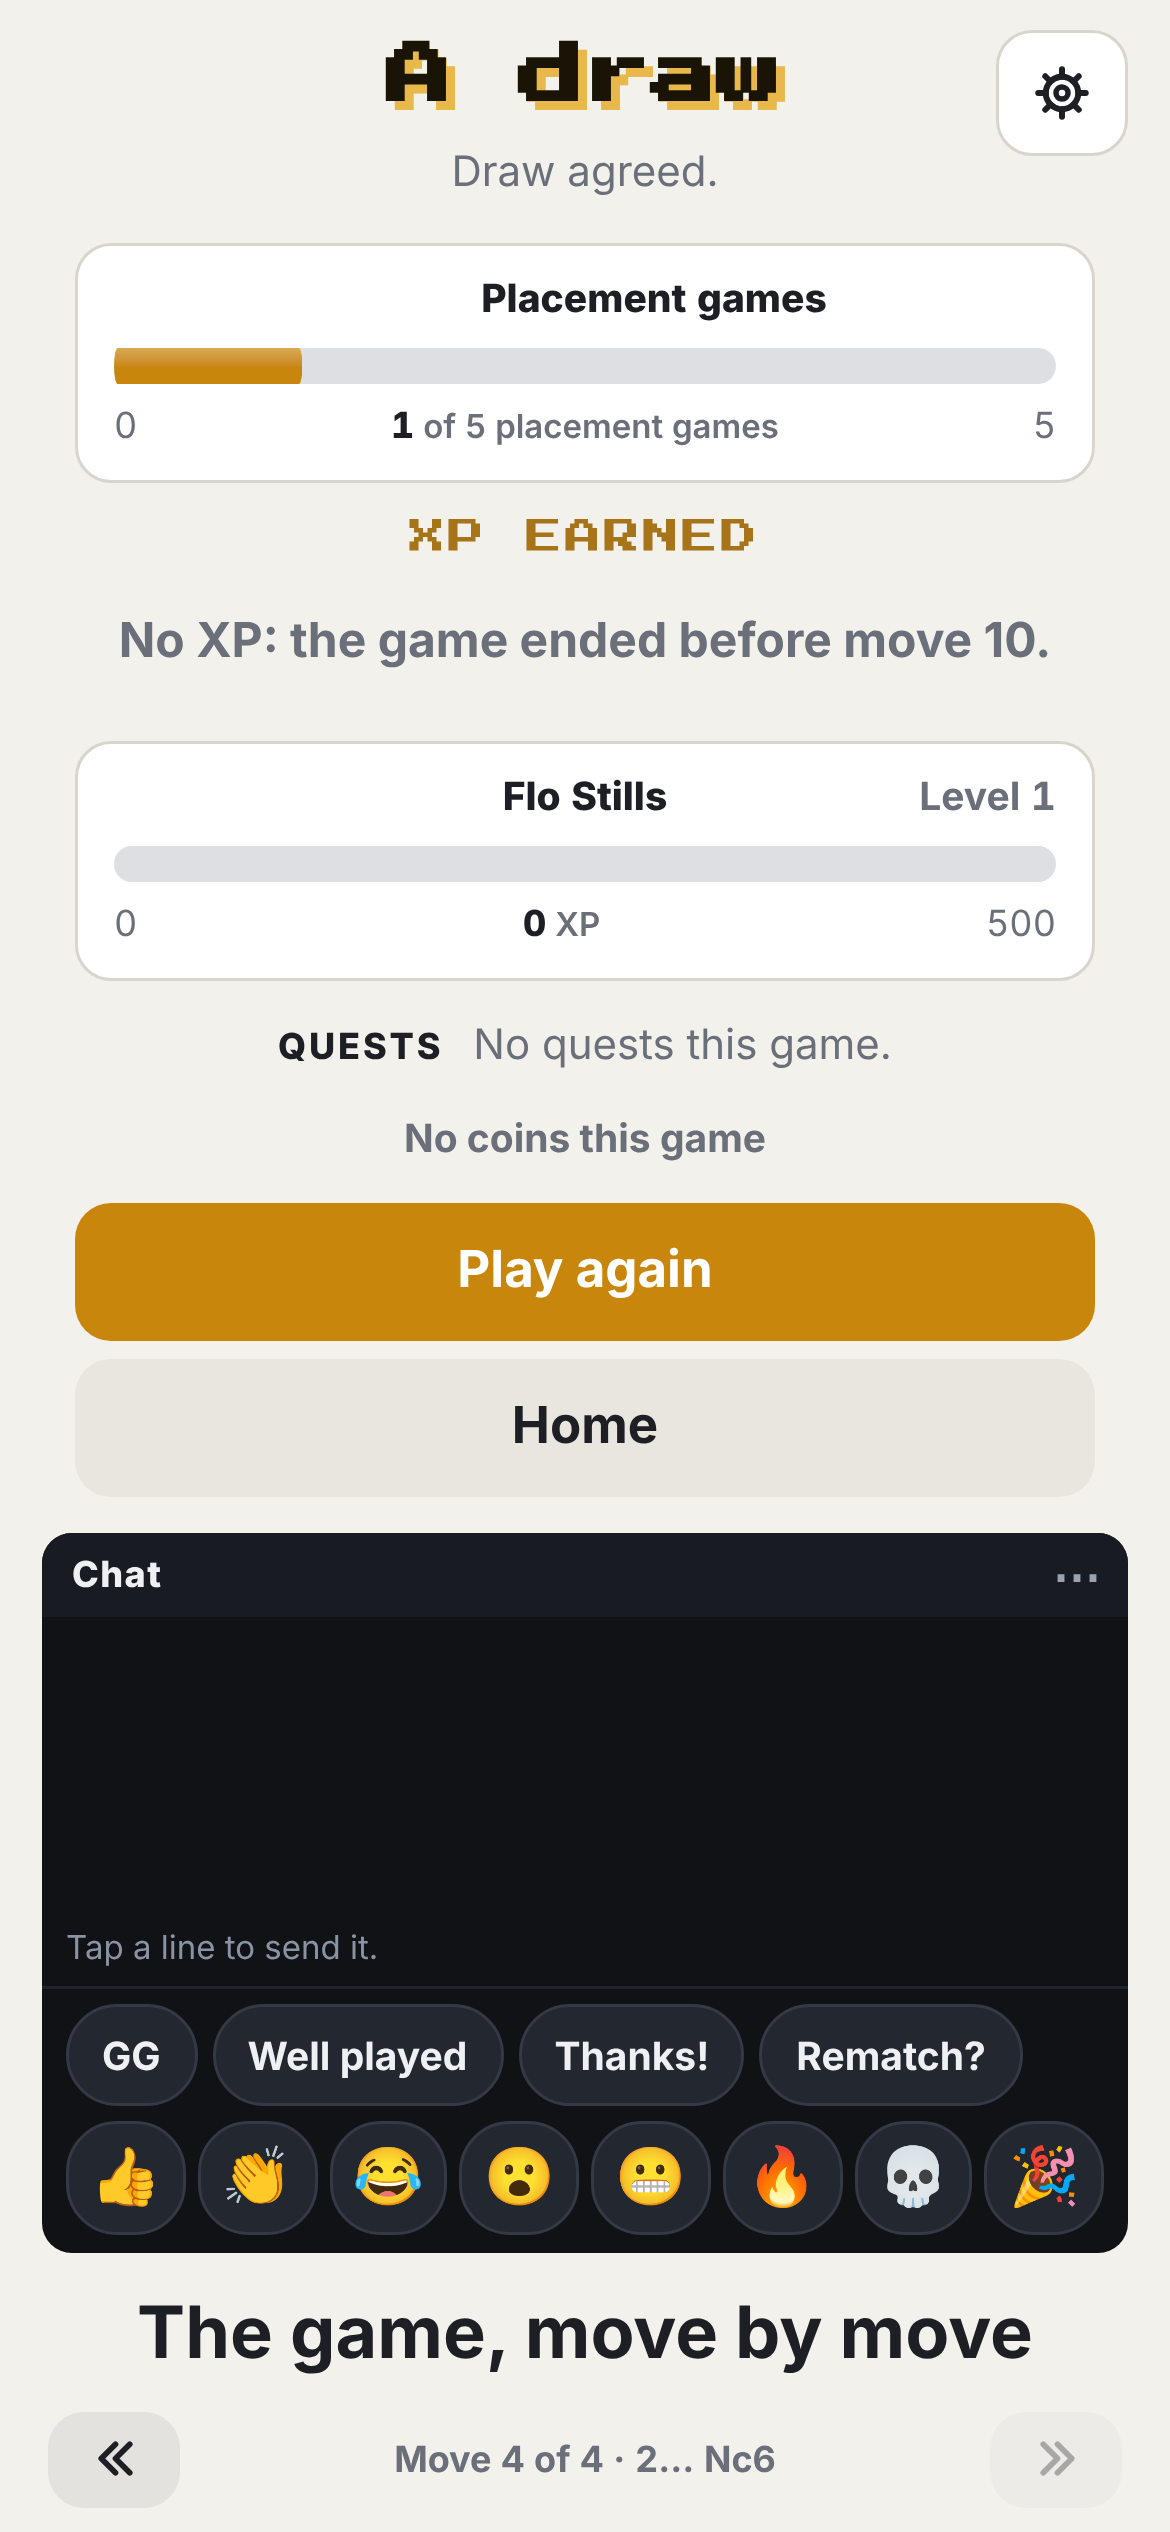 A draw
Draw agreed.
Placement games
0 1 of 5 placement games 5
XP EARNED
No XP: the game ended before move 10.
Flo Stills Level 1
0 0 XP 500
QUESTS No quests this game.
No coins this game
Play again
Home
Chat ...
Tap a line to send it.
GG Well played Thanks! Rematch?
The game, move by move
Move 4 of 4 · 2... Nc6